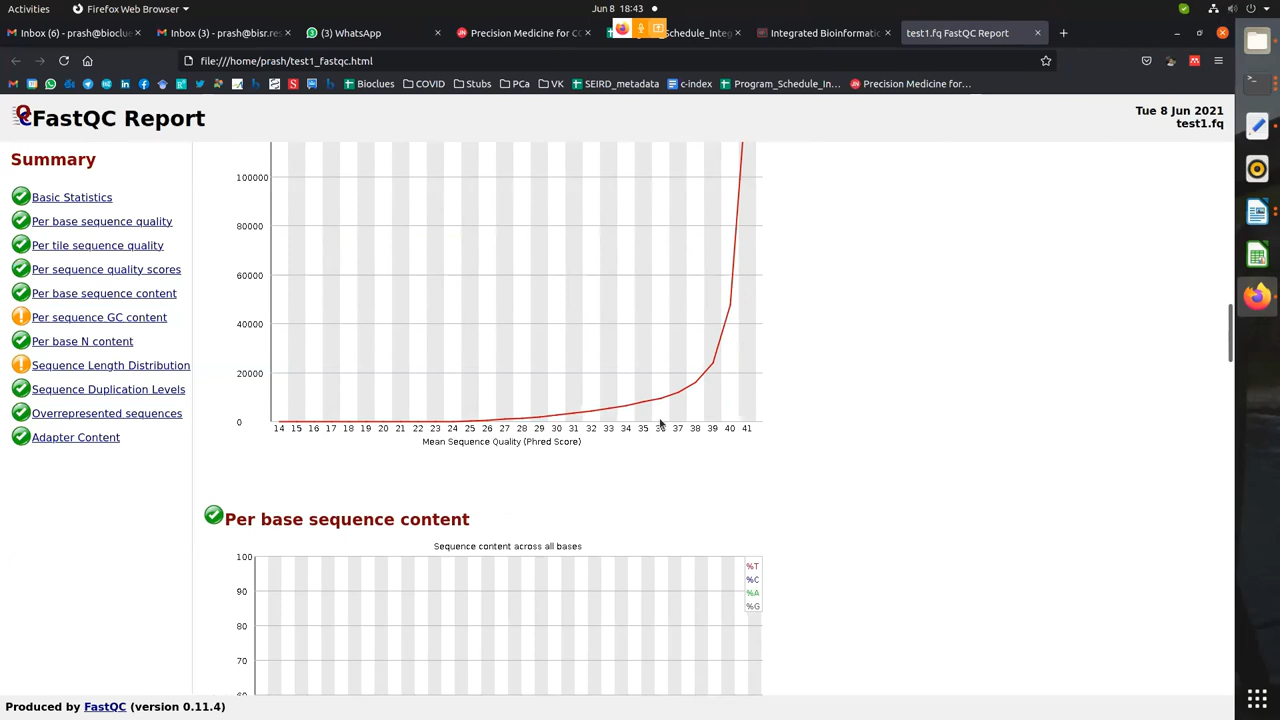 Activities
Firefox Web Browser
Jun 8 18:43
Inbox (6) - prash@bioclue
Inbox (3) - prash@bisr.res
(3) WhatsApp
Precision Medicine for CO
_Schedule_Integ
Integrated Bioinformatic
test1.fq FastQC Report
file:///home/prash/test1_fastqc.html
Bioclues
COVID
Stubs
PCa
VK
SEIRD_metadata
c-index
Program_Schedule_In...
Precision Medicine for...
FastQC Report
Tue 8 Jun 2021
test1.fq
Summary
Basic Statistics
Per base sequence quality
Per tile sequence quality
Per sequence quality scores
Per base sequence content
Per sequence GC content
Per base N content
Sequence Length Distribution
Sequence Duplication Levels
Overrepresented sequences
Adapter Content
100000
80000
60000
40000
20000
0
14 15 16 17 18 19 20 21 22 23 24 25 26 27 28 29 30 31 32 33 34 35 36 37 38 39 40 41
Mean Sequence Quality (Phred Score)
Per base sequence content
Sequence content across all bases
100
90
80
70
%T
%C
%A
%G
Produced by FastQC (version 0.11.4)